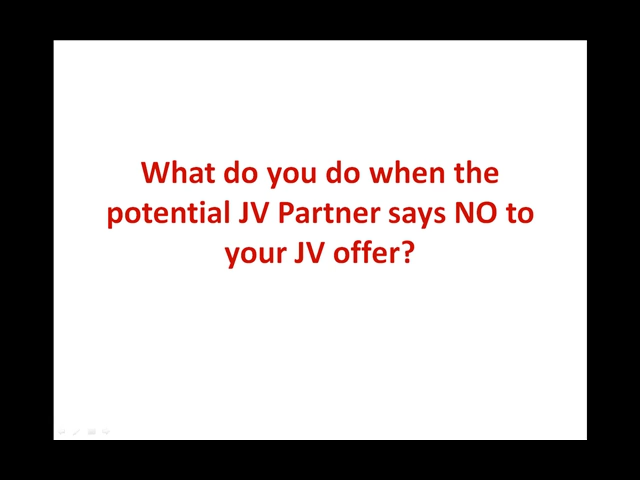 What do you do when the
potential JV Partner says NO to
your JV offer?